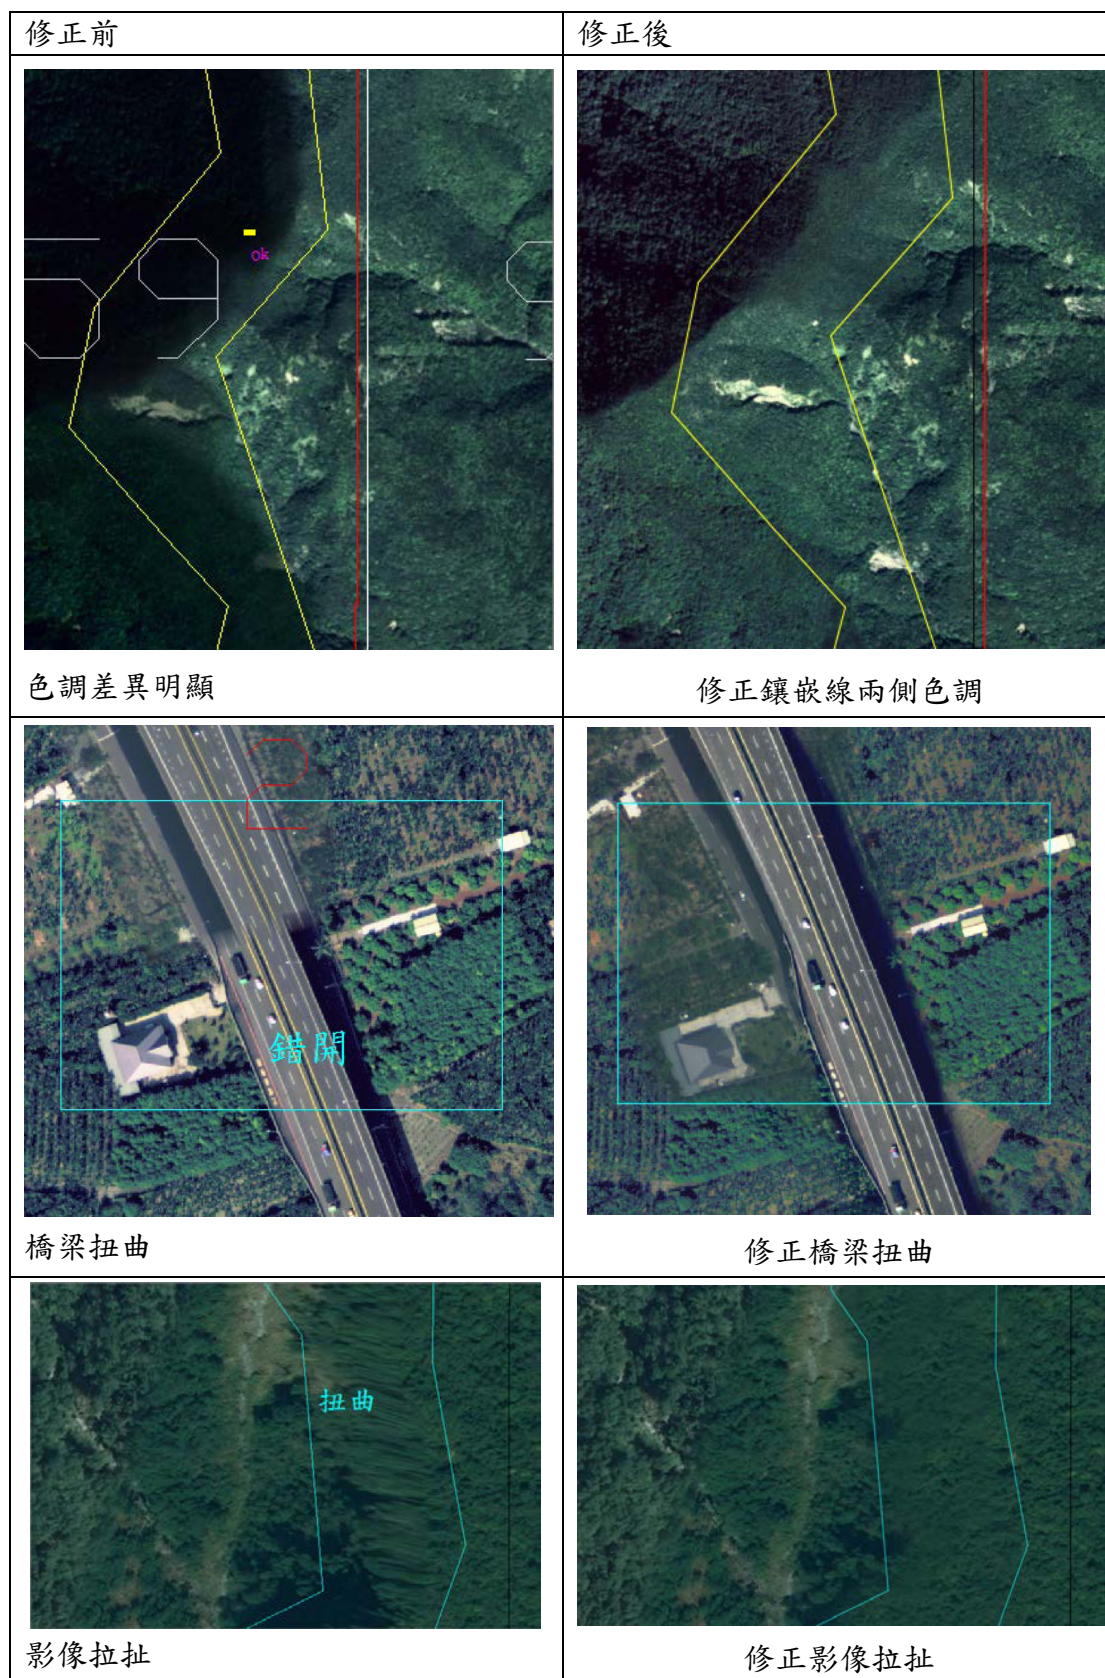 修正前
修正後
Ok
色調差異明顯
修正鑲嵌線兩側色調
錯開
橋梁扭曲
修正橋梁扭曲
扭曲
影像拉扯
修正影像拉扯